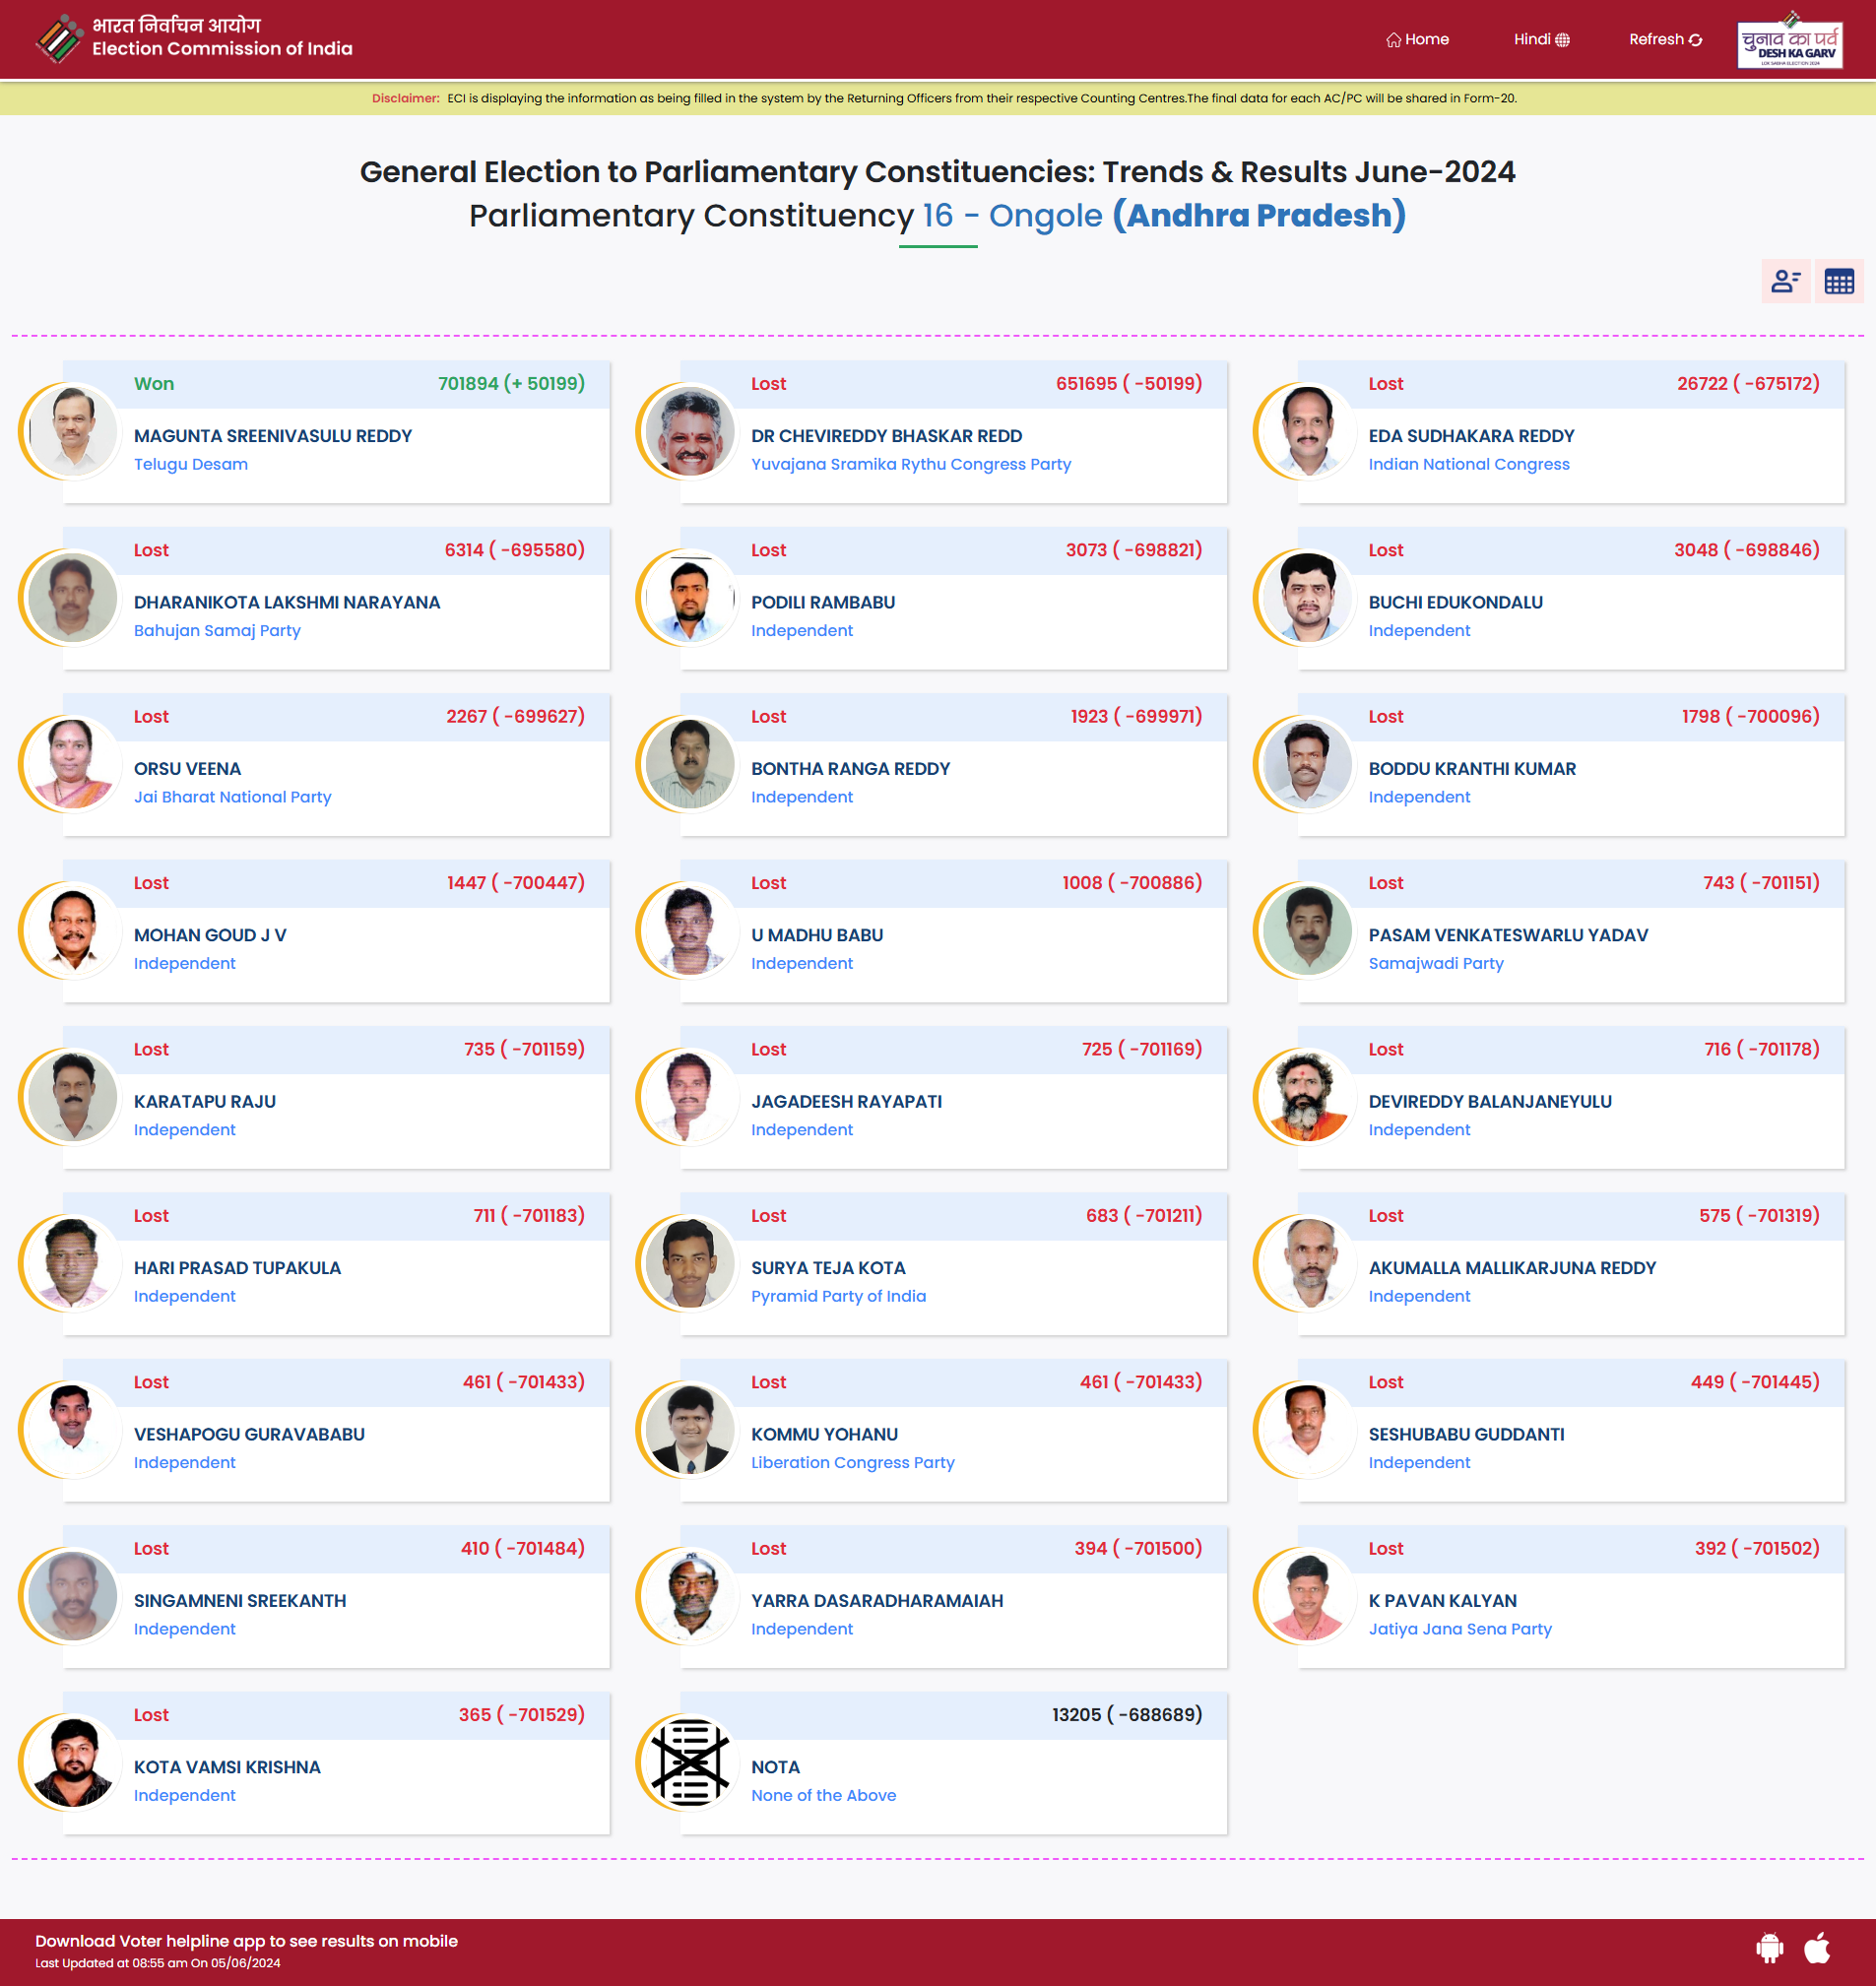 भारत निर्वाचन आयोग
Election Commission of India
Home
Hindi
Refresh
चुनाव का पर्व
DESH KA GARV
LOK SABHA ELECTION 2024
Disclaimer: ECI is displaying the information as being filled in the system by the Returning Officers from their respective Counting Centres.The final data for each AC/PC will be shared in Form-20.
General Election to Parliamentary Constituencies: Trends & Results June-2024
Parliamentary Constituency 16 - Ongole (Andhra Pradesh)
Won 701894 (+ 50199)
MAGUNTA SREENIVASULU REDDY
Telugu Desam
Lost 651695 ( -50199)
DR CHEVIREDDY BHASKAR REDD
Yuvajana Sramika Rythu Congress Party
Lost 26722 ( -675172)
EDA SUDHAKARA REDDY
Indian National Congress
Lost 6314 ( -695580)
DHARANIKOTA LAKSHMI NARAYANA
Bahujan Samaj Party
Lost 3073 ( -698821)
PODILI RAMBABU
Independent
Lost 3048 ( -698846)
BUCHI EDUKONDALU
Independent
Lost 2267 ( -699627)
ORSU VEENA
Jai Bharat National Party
Lost 1923 ( -699971)
BONTHA RANGA REDDY
Independent
Lost 1798 ( -700096)
BODDU KRANTHI KUMAR
Independent
Lost 1447 ( -700447)
MOHAN GOUD J V
Independent
Lost 1008 ( -700886)
U MADHU BABU
Independent
Lost 743 ( -701151)
PASAM VENKATESWARLU YADAV
Samajwadi Party
Lost 735 ( -701159)
KARATAPU RAJU
Independent
Lost 725 ( -701169)
JAGADEESH RAYAPATI
Independent
Lost 716 ( -701178)
DEVIREDDY BALANJANEYULU
Independent
Lost 711 ( -701183)
HARI PRASAD TUPAKULA
Independent
Lost 683 ( -701211)
SURYA TEJA KOTA
Pyramid Party of India
Lost 575 ( -701319)
AKUMALLA MALLIKARJUNA REDDY
Independent
Lost 461 ( -701433)
VESHAPOGU GURAVABABU
Independent
Lost 461 ( -701433)
KOMMU YOHANU
Liberation Congress Party
Lost 449 ( -701445)
SESHUBABU GUDDANTI
Independent
Lost 410 ( -701484)
SINGAMNENI SREEKANTH
Independent
Lost 394 ( -701500)
YARRA DASARADHARAMAIAH
Independent
Lost 392 ( -701502)
K PAVAN KALYAN
Jatiya Jana Sena Party
Lost 365 ( -701529)
KOTA VAMSI KRISHNA
Independent
13205 ( -688689)
NOTA
None of the Above
Download Voter helpline app to see results on mobile
Last Updated at 08:55 am On 05/06/2024